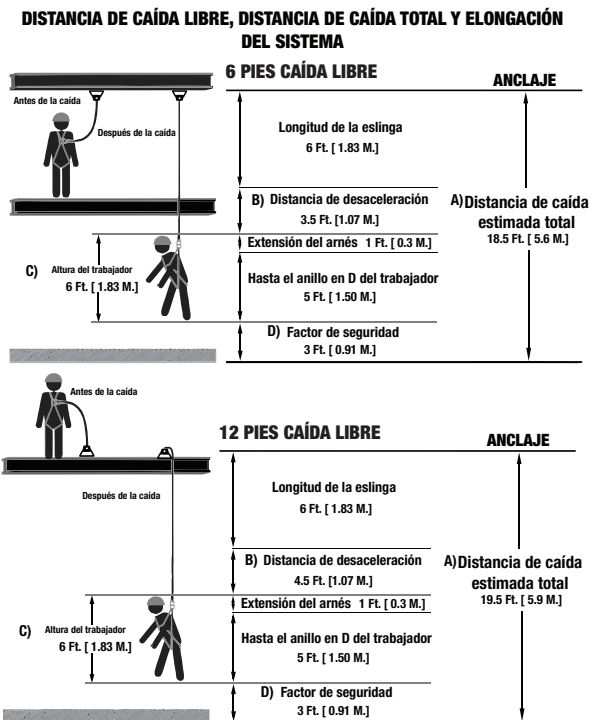 DISTANCIA DE CAÍDA LIBRE, DISTANCIA DE CAÍDA TOTAL Y ELONGACIÓN
DEL SISTEMA
6 PIES CAÍDA LIBRE
ANCLAJE
Antes de la caída
Después de la caída
Longitud de la eslinga
6 Ft. [ 1.83 M.]
B) Distancia de desaceleración
3.5 Ft. [1.07 M.]
A) Distancia de caída
estimada total
18.5 Ft. [ 5.6 M.]
Extensión del arnés 1 Ft. [ 0.3 M.]
C) Altura del trabajador
6 Ft. [ 1.83 M.]
Hasta el anillo en D del trabajador
5 Ft. [ 1.50 M.]
D) Factor de seguridad
3 Ft. [ 0.91 M.]
Antes de la caída
12 PIES CAÍDA LIBRE
ANCLAJE
Después de la caída
Longitud de la eslinga
6 Ft. [ 1.83 M.]
B) Distancia de desaceleración
4.5 Ft. [1.07 M.]
A) Distancia de caída
estimada total
19.5 Ft. [ 5.9 M.]
Extensión del arnés 1 Ft. [ 0.3 M.]
C) Altura del trabajador
6 Ft. [ 1.83 M.]
Hasta el anillo en D del trabajador
5 Ft. [ 1.50 M.]
D) Factor de seguridad
3 Ft. [ 0.91 M.]